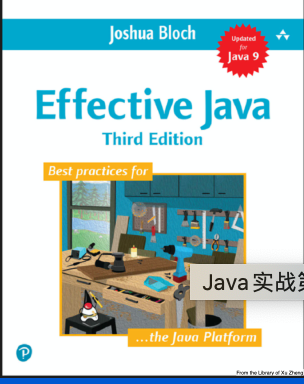 Joshua Bloch
Updated
for
Java 9
Effective Java
Third Edition
Best practices for
Java实战第
...the Java Platform
P
From the Library of Xu Zheng